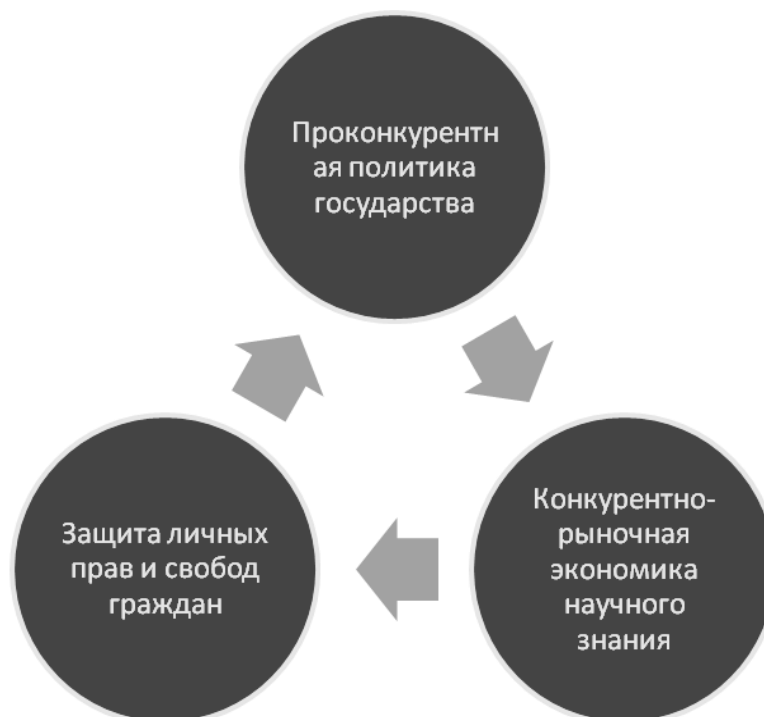 Проконкурентн
ая политика
государства
Защита личных
прав и свобод
граждан
Конкурентно-
рыночная
экономика
научного
знания